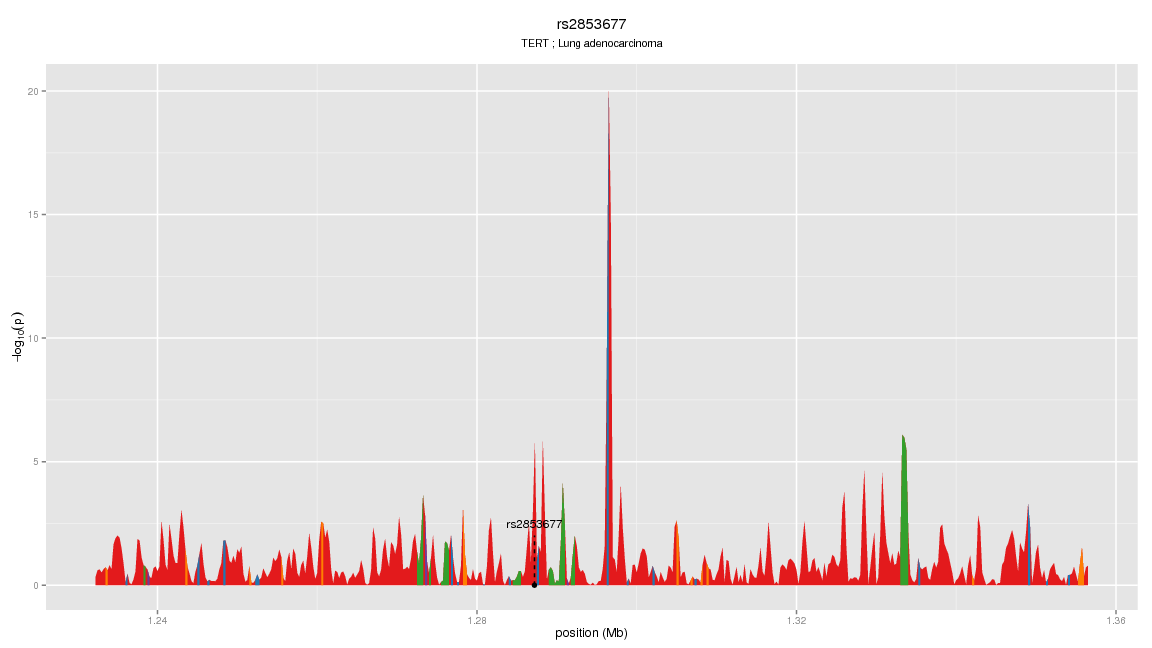 rs2853677
TERT ; Lung adenocarcinoma
20
15
10
5
0
−log₁₀(p)
rs2853677
1.24 1.28 1.32 1.36
position (Mb)